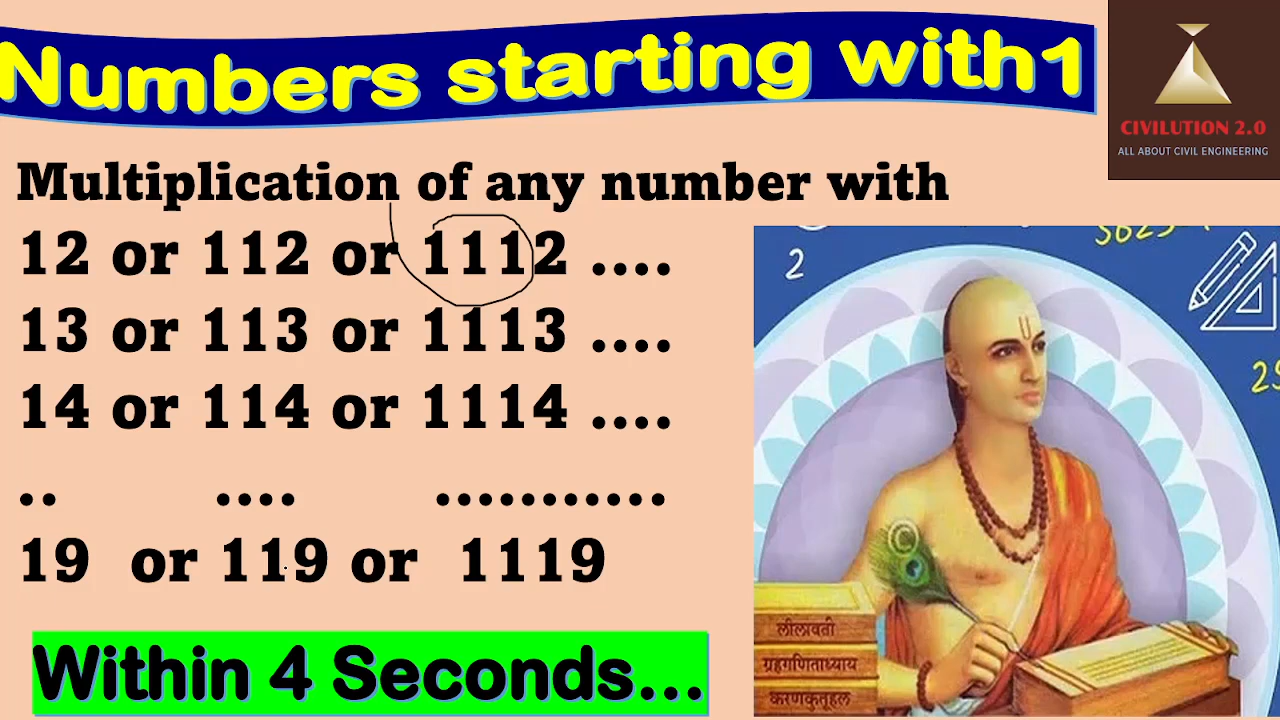 Numbers starting with1
CIVILUTION 2.0
ALL ABOUT CIVIL ENGINEERING
Multiplication of any number with
12 or 112 or 1112 ....
13 or 113 or 1113 ....
14 or 114 or 1114 ....
.. .... ...........
19 or 119 or 1119
Within 4 Seconds...
2
लीलावती
ग्रहगणिताध्याय
करणकुतूहल